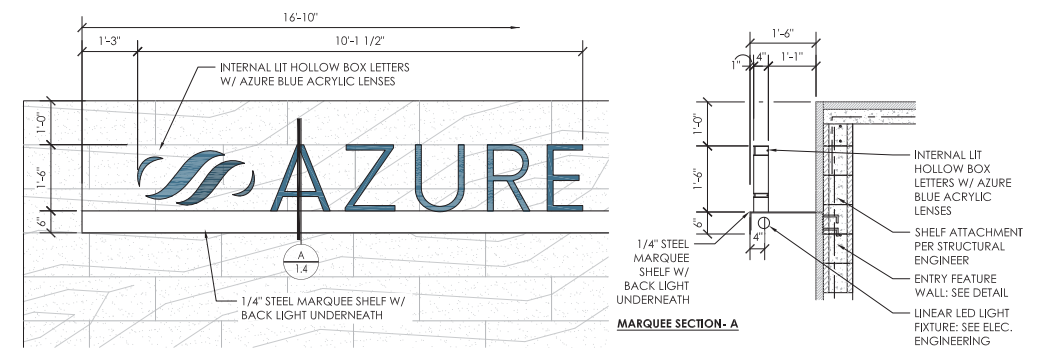 16'-10"
1'-3"
10'-1 1/2"
INTERNAL LIT HOLLOW BOX LETTERS
W/ AZURE BLUE ACRYLIC LENSES
1'-0"
1'-6"
6"
AZURE
A
1.4
1/4" STEEL MARQUEE SHELF W/
BACK LIGHT UNDERNEATH
1'-6"
1"
4"
1'-1"
1'-0"
1'-6"
6"
4"
1/4" STEEL
MARQUEE
SHELF W/
BACK LIGHT
UNDERNEATH
MARQUEE SECTION- A
INTERNAL LIT
HOLLOW BOX
LETTERS W/ AZURE
BLUE ACRYLIC
LENSES
SHELF ATTACHMENT
PER STRUCTURAL
ENGINEER
ENTRY FEATURE
WALL: SEE DETAIL
LINEAR LED LIGHT
FIXTURE: SEE ELEC.
ENGINEERING